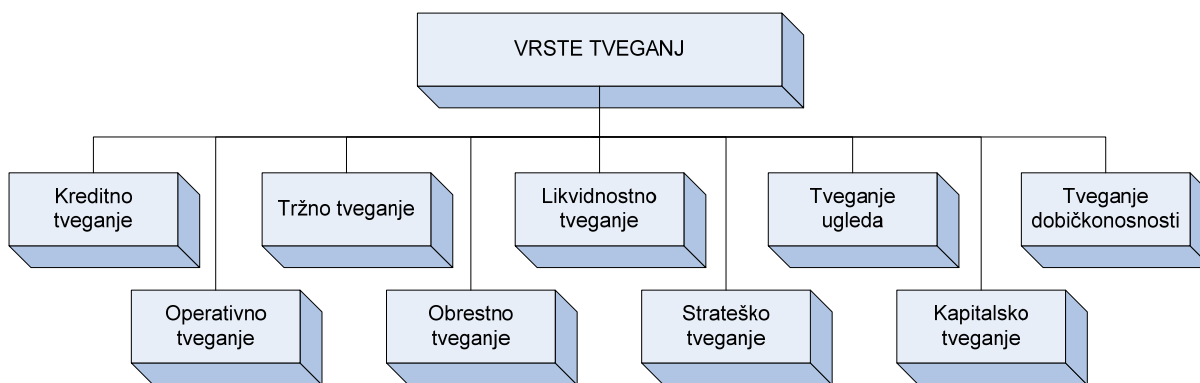 VRSTE TVEGANJ
Kreditno
tveganje
Tržno tveganje
Likvidnostno
tveganje
Tveganje
ugleda
Tveganje
dobičkonosnosti
Operativno
tveganje
Obrestno
tveganje
Strateško
tveganje
Kapitalsko
tveganje